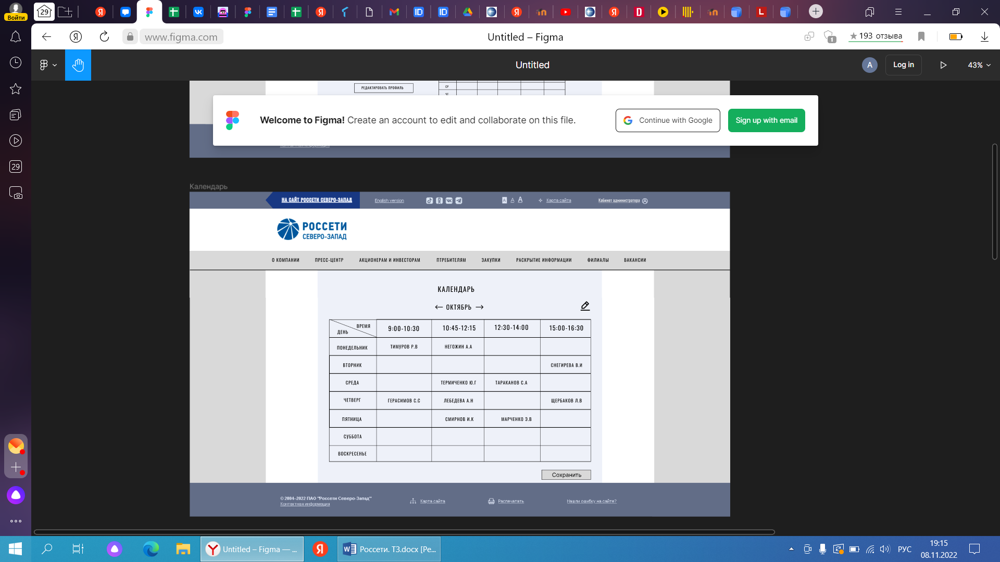 Войти
29
www.figma.com
Untitled – Figma
1
193 отзыва
Untitled
A
Log in
43%
РЕДАКТИРОВАТЬ ПРОФИЛЬ
СР
ЧТ
Welcome to Figma! Create an account to edit and collaborate on this file.
Continue with Google
Sign up with email
Контактная информация
29
Календарь
НА САЙТ РОССЕТИ СЕВЕРО-ЗАПАД
English version
A A A
Карта сайта
Кабинет администратора
РОССЕТИ
СЕВЕРО-ЗАПАД
О КОМПАНИИ ПРЕСС-ЦЕНТР АКЦИОНЕРАМ И ИНВЕСТОРАМ ПТРЕБИТЕЛЯМ ЗАКУПКИ РАСКРЫТИЕ ИНФОРМАЦИИ ФИЛИАЛЫ ВАКАНСИИ
КАЛЕНДАРЬ
← ОКТЯБРЬ →
ВРЕМЯ
ДЕНЬ
9:00-10:30 10:45-12:15 12:30-14:00 15:00-16:30
ПОНЕДЕЛЬНИК ТИМУРОВ Р.В НЕГОЖИН А.А
ВТОРНИК СНЕГИРЕВА В.И
СРЕДА ТЕРМИЧЕНКО Ю.Г ТАРАКАНОВ С.А
ЧЕТВЕРГ ГЕРАСИМОВ С.С ЛЕБЕДЕВА А.Н ЩЕРБАКОВ Л.В
ПЯТНИЦА СМИРНОВ И.К МАРЧЕНКО Э.В
СУББОТА
ВОСКРЕСЕНЬЕ
Сохранить
© 2004–2022 ПАО "Россети Северо-Запад"
Контактная информация
Карта сайта
Распечатать
Нашли ошибку на сайте?
Untitled – Figma — ...
Россети. ТЗ.docx [Ре...
РУС
19:15
08.11.2022